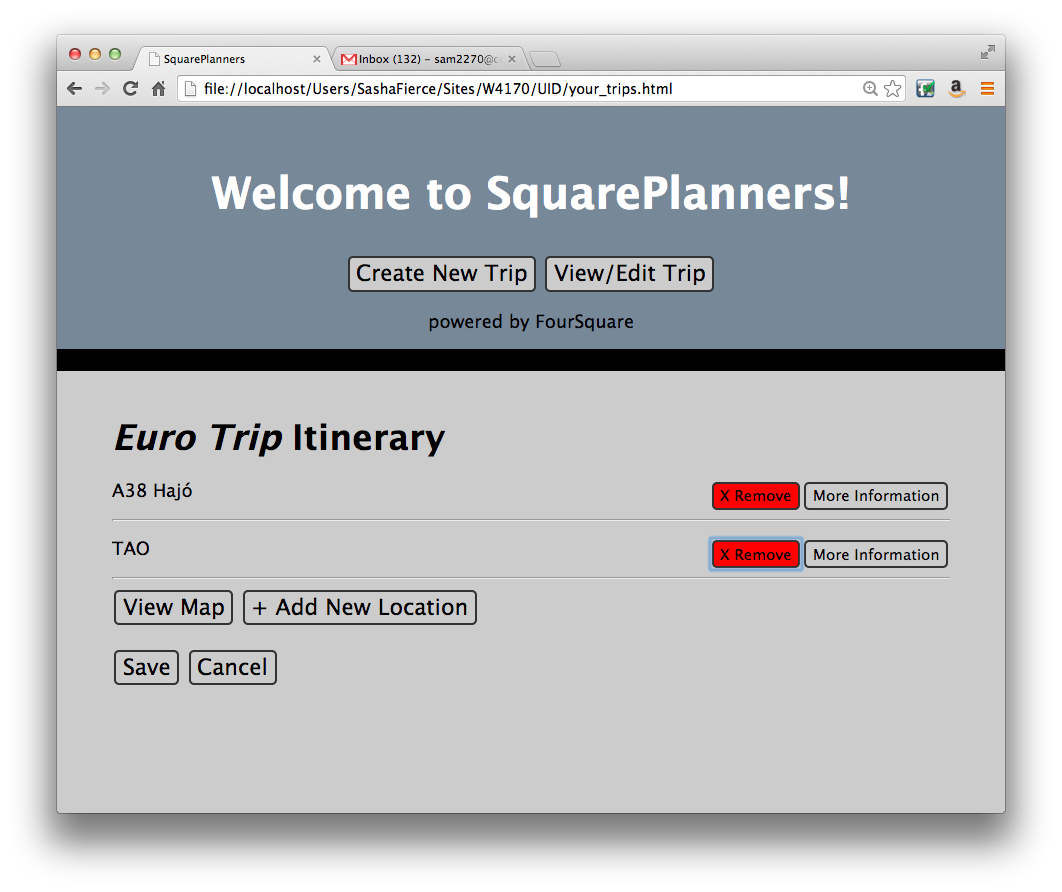 SquarePlanners
Inbox (132) – sam2270@c
file://localhost/Users/SashaFierce/Sites/W4170/UID/your_trips.html
Welcome to SquarePlanners!
Create New Trip View/Edit Trip
powered by FourSquare
Euro Trip Itinerary
A38 Hajó X Remove More Information
TAO X Remove More Information
View Map + Add New Location
Save Cancel